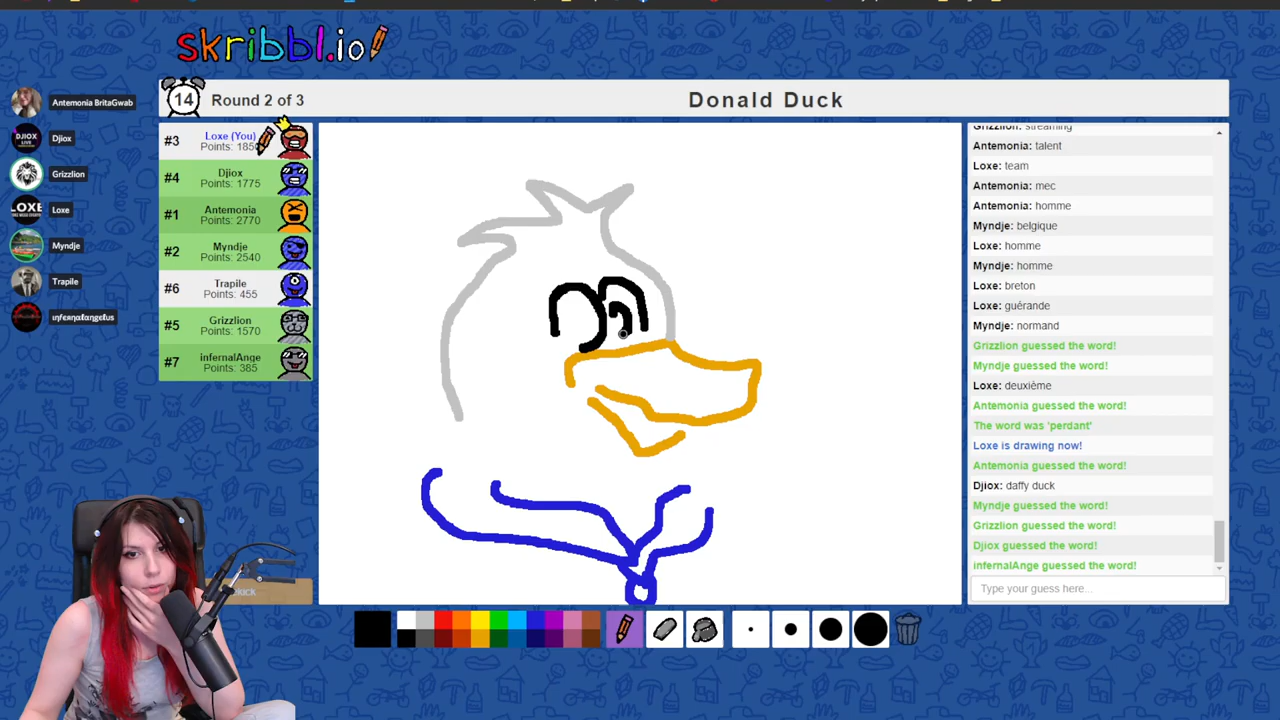 skribbl.io
14
Round 2 of 3
Donald Duck
Antemonia BritaGwab
Djiox
Grizzlion
LOXE
Loxe
Myndje
Trapile
infernalangelus
#3
Loxe (You)
Points: 1850
#4
Djiox
Points: 1775
#1
Antemonia
Points: 2770
#2
Myndje
Points: 2540
#6
Trapile
Points: 455
#5
Grizzlion
Points: 1570
#7
infernalAnge
Points: 385
Grizzlion: streaming
Antemonia: talent
Loxe: team
Antemonia: mec
Antemonia: homme
Myndje: belgique
Loxe: homme
Myndje: homme
Loxe: breton
Loxe: guérande
Myndje: normand
Grizzlion guessed the word!
Myndje guessed the word!
Loxe: deuxième
Antemonia guessed the word!
The word was 'perdant'
Loxe is drawing now!
Antemonia guessed the word!
Djiox: daffy duck
Myndje guessed the word!
Grizzlion guessed the word!
Djiox guessed the word!
infernalAnge guessed the word!
Type your guess here...